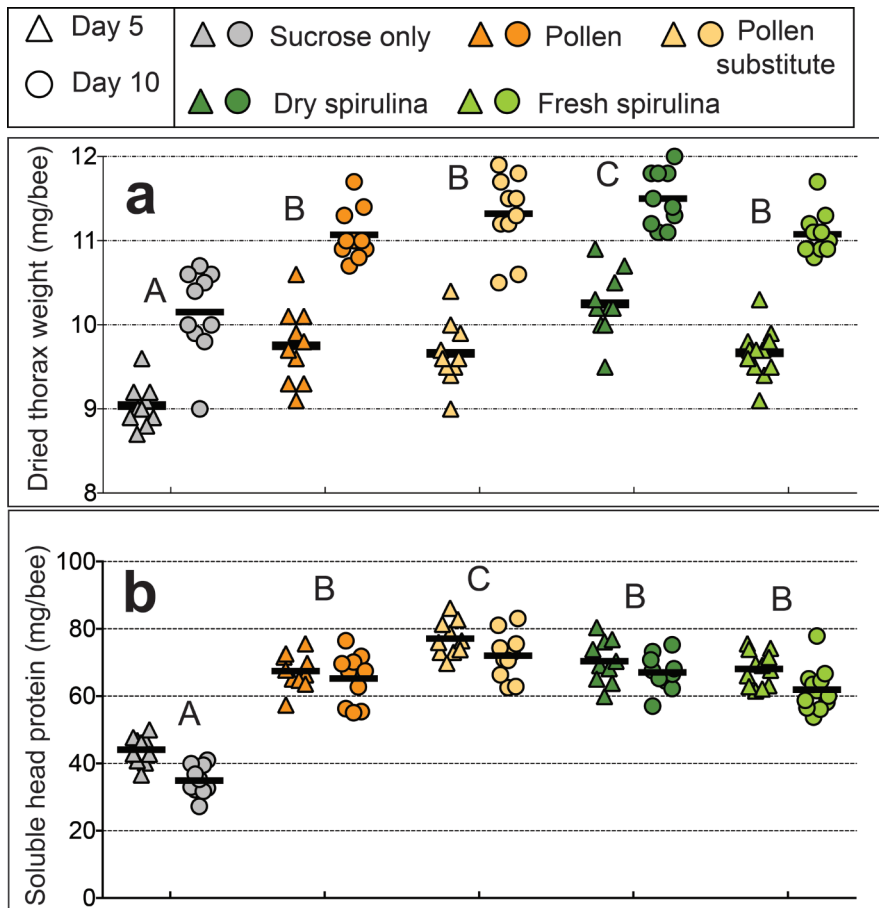 Day 5
Day 10
Sucrose only
Pollen
Pollen
substitute
Dry spirulina
Fresh spirulina
a
Dried thorax weight (mg/bee)
12
11
10
9
8
A
B
B
C
B
b
Soluble head protein (mg/bee)
100
80
60
40
20
0
A
B
C
B
B